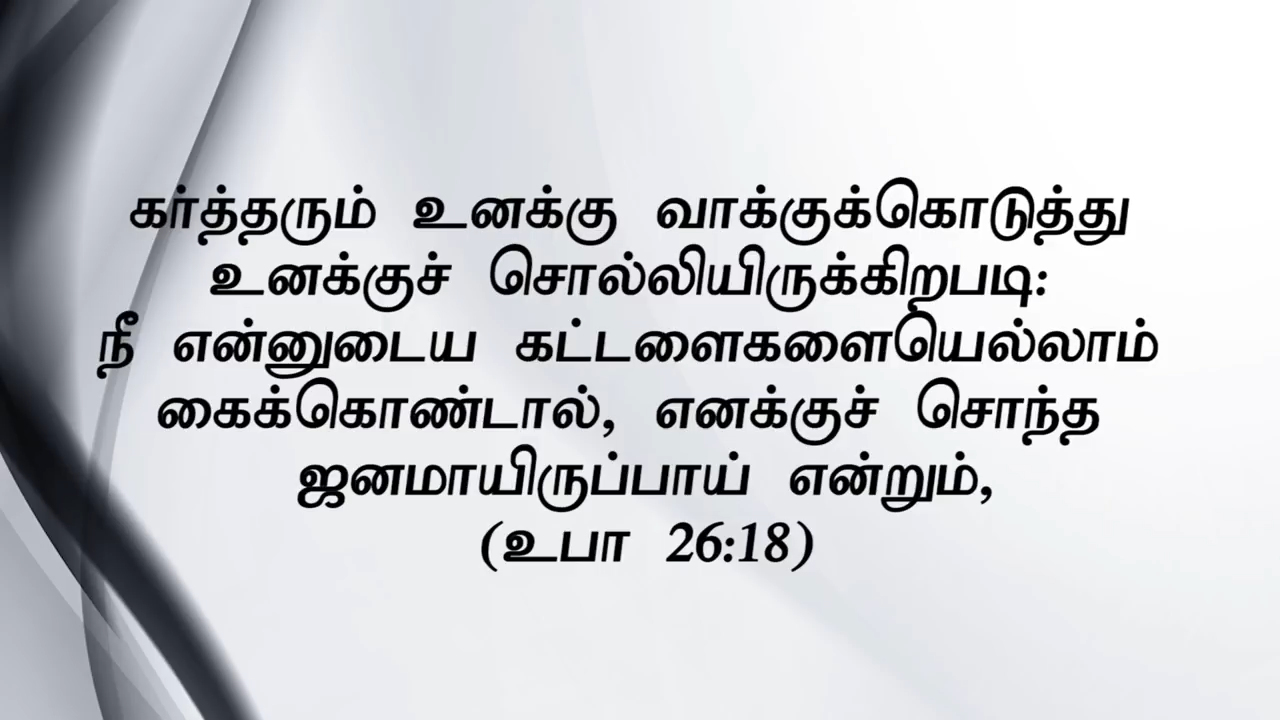 கர்த்தரும் உனக்கு வாக்குக்கொடுத்து
உனக்குச் சொல்லியிருக்கிறபடி:
நீ என்னுடைய கட்டளைகளையெல்லாம்
கைக்கொண்டால், எனக்குச் சொந்த
ஜனமாயிருப்பாய் என்றும்,
(உபா 26:18)